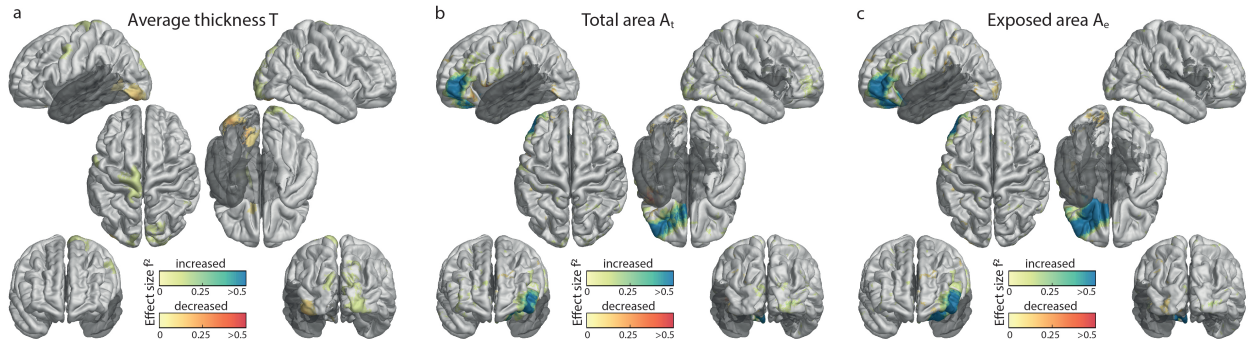 a
Average thickness T
b
Total area Aₜ
c
Exposed area Aₑ
Effect size f²
increased
0 0.25 >0.5
decreased
0 0.25 >0.5
Effect size f²
increased
0 0.25 >0.5
decreased
0 0.25 >0.5
Effect size f²
increased
0 0.25 >0.5
decreased
0 0.25 >0.5